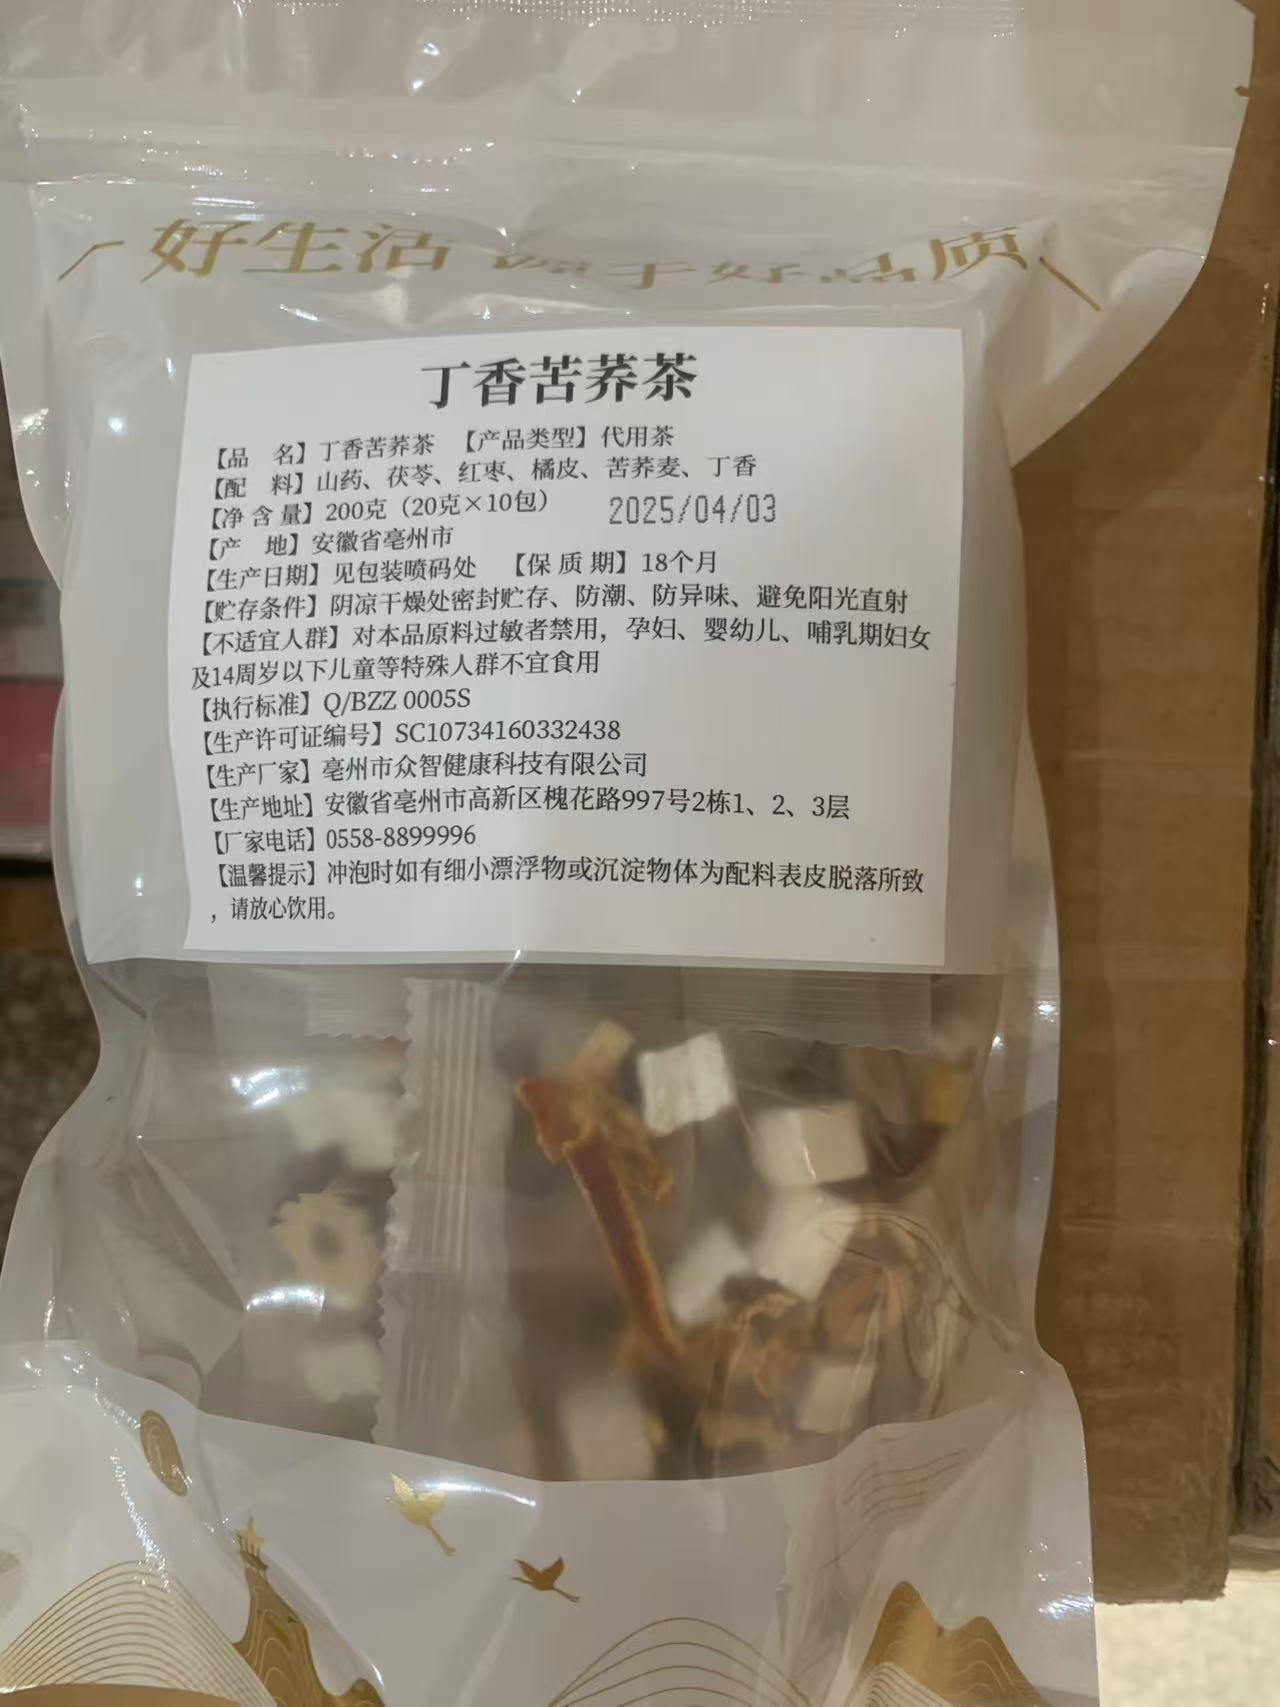 好生活 源于好品质
丁香苦荞茶
【品 名】丁香苦荞茶 【产品类型】代用茶
【配 料】山药、茯苓、红枣、橘皮、苦荞麦、丁香
【净 含 量】200克（20克×10包） 2025/04/03
【产 地】安徽省亳州市
【生产日期】见包装喷码处 【保 质 期】18个月
【贮存条件】阴凉干燥处密封贮存、防潮、防异味、避免阳光直射
【不适宜人群】对本品原料过敏者禁用，孕妇、婴幼儿、哺乳期妇女
及14周岁以下儿童等特殊人群不宜食用
【执行标准】Q/BZZ 0005S
【生产许可证编号】SC10734160332438
【生产厂家】亳州市众智健康科技有限公司
【生产地址】安徽省亳州市高新区槐花路997号2栋1、2、3层
【厂家电话】0558-8899996
【温馨提示】冲泡时如有细小漂浮物或沉淀物体为配料表皮脱落所致
，请放心饮用。